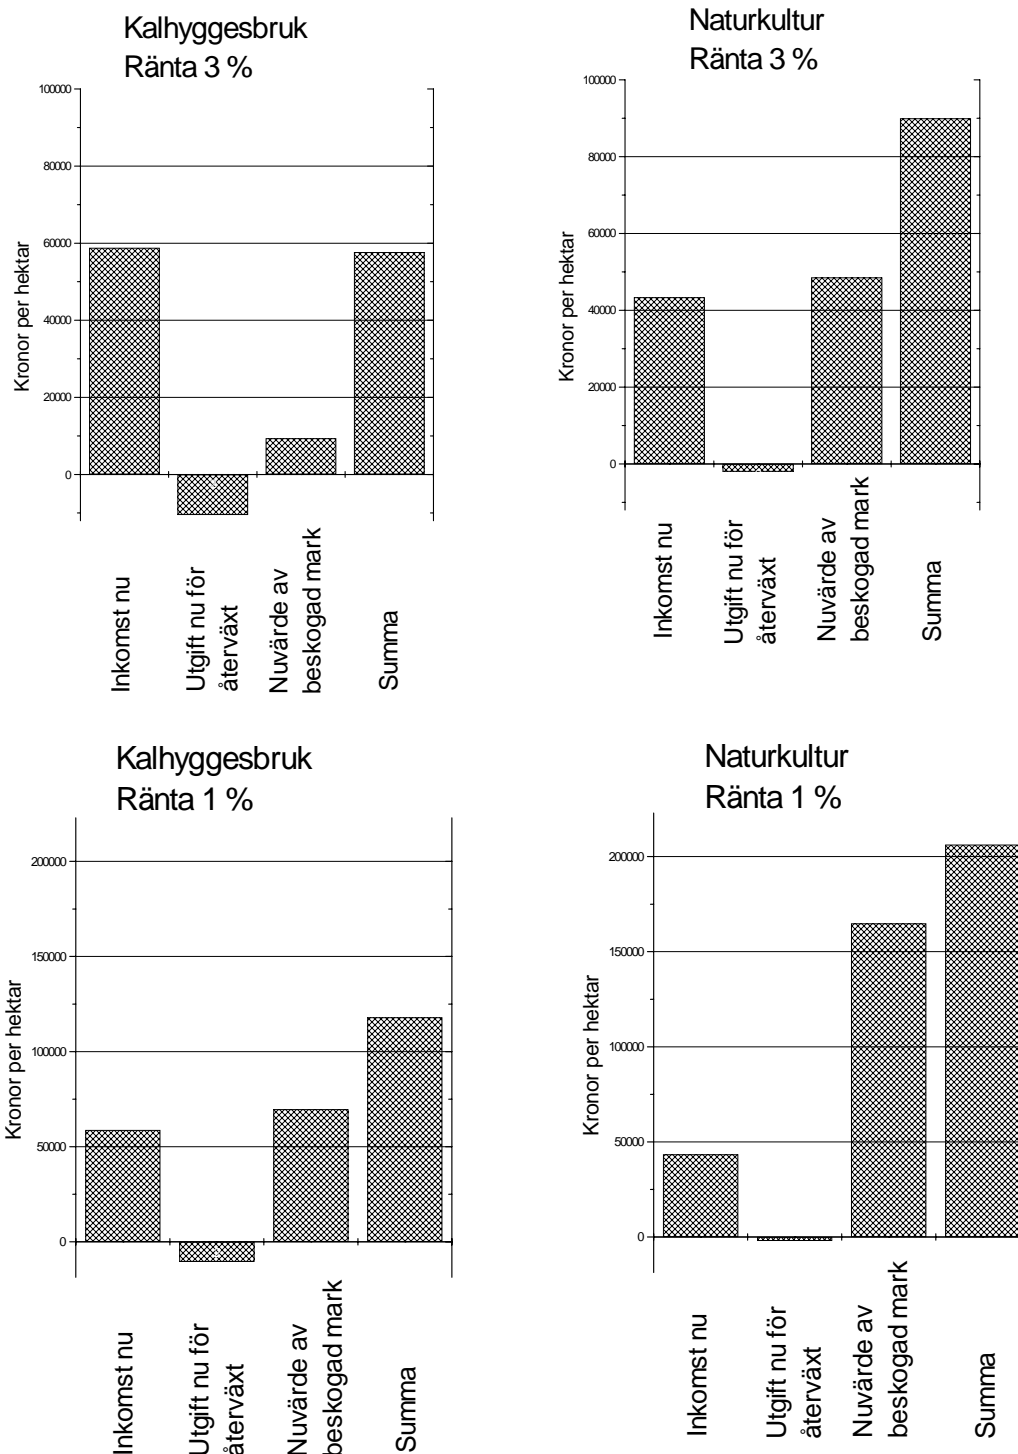 Kalhyggesbruk
Ränta 3 %
100000
80000
60000
40000
20000
0
Kronor per hektar
Inkomst nu
Utgift nu för
återväxt
Nuvärde av
beskogad mark
Summa
Naturkultur
Ränta 3 %
100000
80000
60000
40000
20000
0
Kronor per hektar
Inkomst nu
Utgift nu för
återväxt
Nuvärde av
beskogad mark
Summa
Kalhyggesbruk
Ränta 1 %
200000
150000
100000
50000
0
Kronor per hektar
Inkomst nu
Utgift nu för
återväxt
Nuvärde av
beskogad mark
Summa
Naturkultur
Ränta 1 %
200000
150000
100000
50000
0
Kronor per hektar
Inkomst nu
Utgift nu för
återväxt
Nuvärde av
beskogad mark
Summa